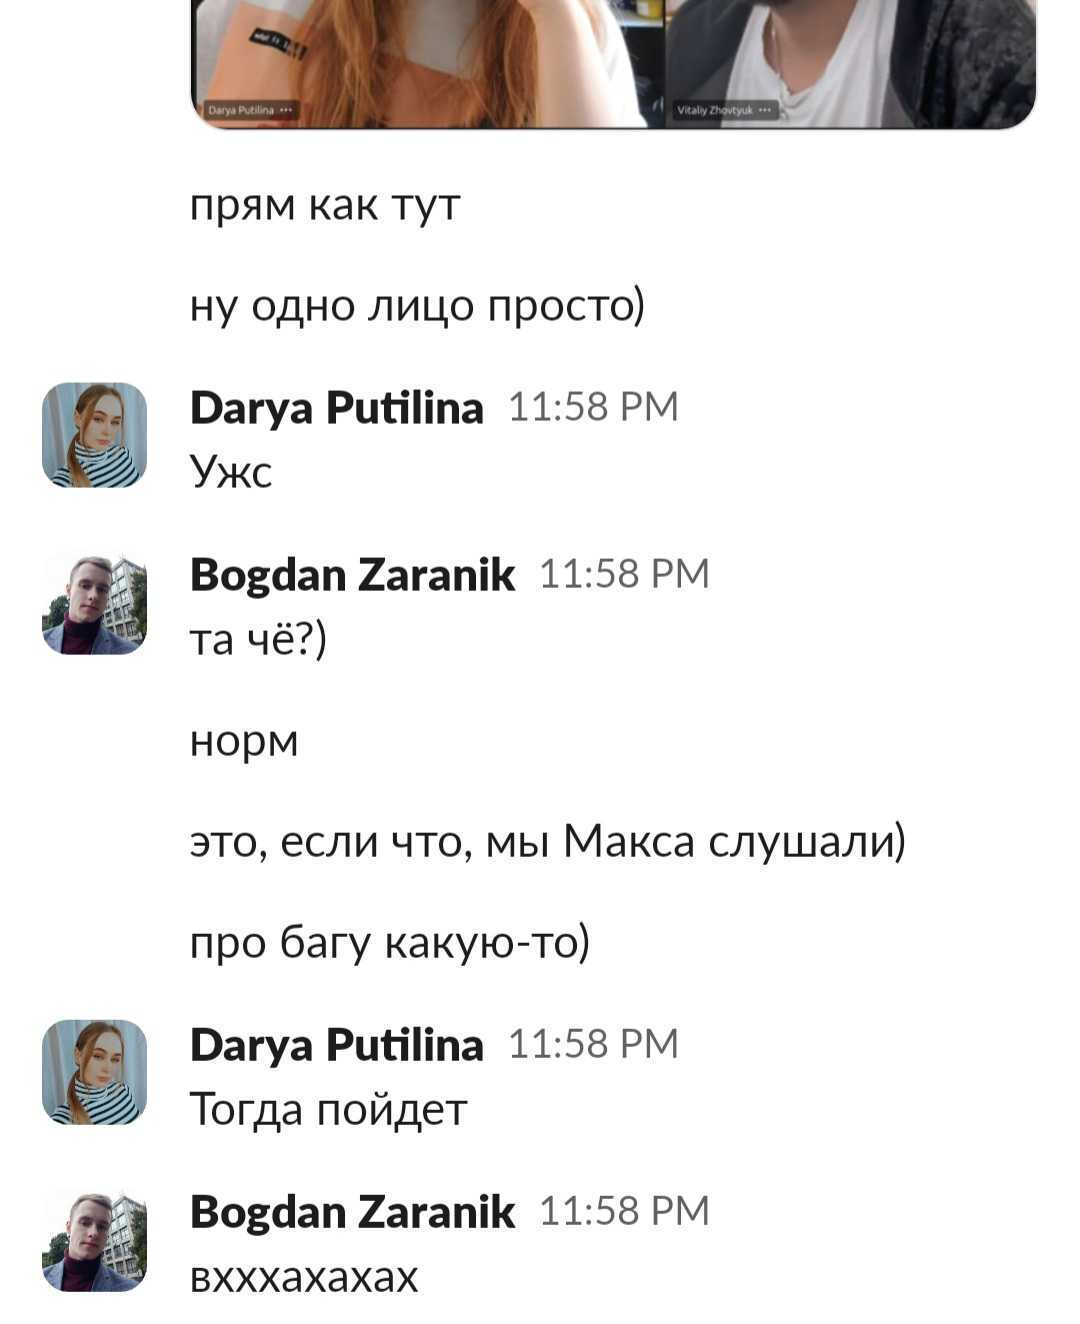 Darya Putilina ···
Vitaliy Zhovtyuk ···
прям как тут
ну одно лицо просто)
Darya Putilina 11:58 PM
Ужс
Bogdan Zaranik 11:58 PM
та чё?)
норм
это, если что, мы Макса слушали)
про багу какую-то)
Darya Putilina 11:58 PM
Тогда пойдет
Bogdan Zaranik 11:58 PM
вхххахахах